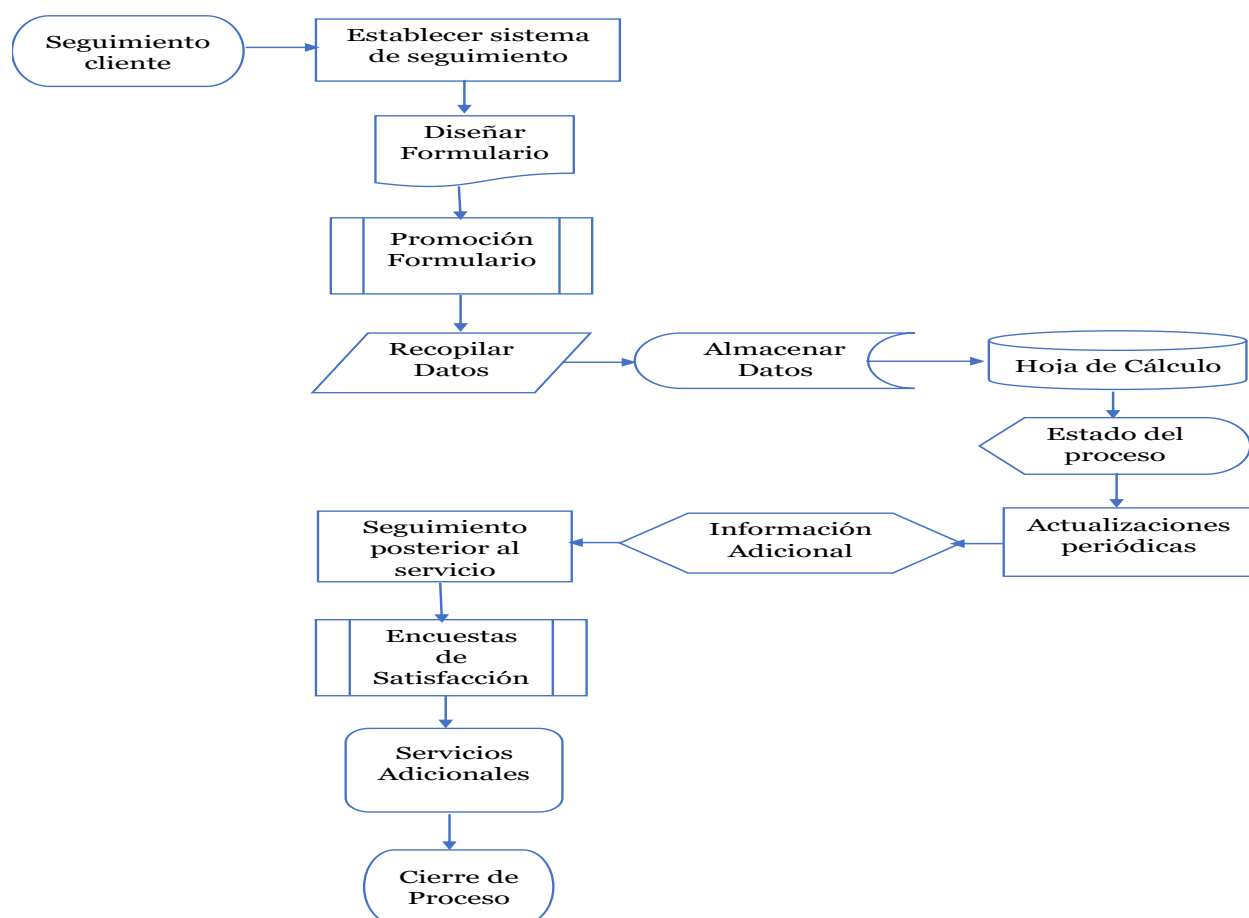 Seguimiento
cliente
Establecer sistema
de seguimiento
Diseñar
Formulario
Promoción
Formulario
Recopilar
Datos
Almacenar
Datos
Hoja de Cálculo
Estado del
proceso
Actualizaciones
periódicas
Información
Adicional
Seguimiento
posterior al
servicio
Encuestas
de
Satisfacción
Servicios
Adicionales
Cierre de
Proceso